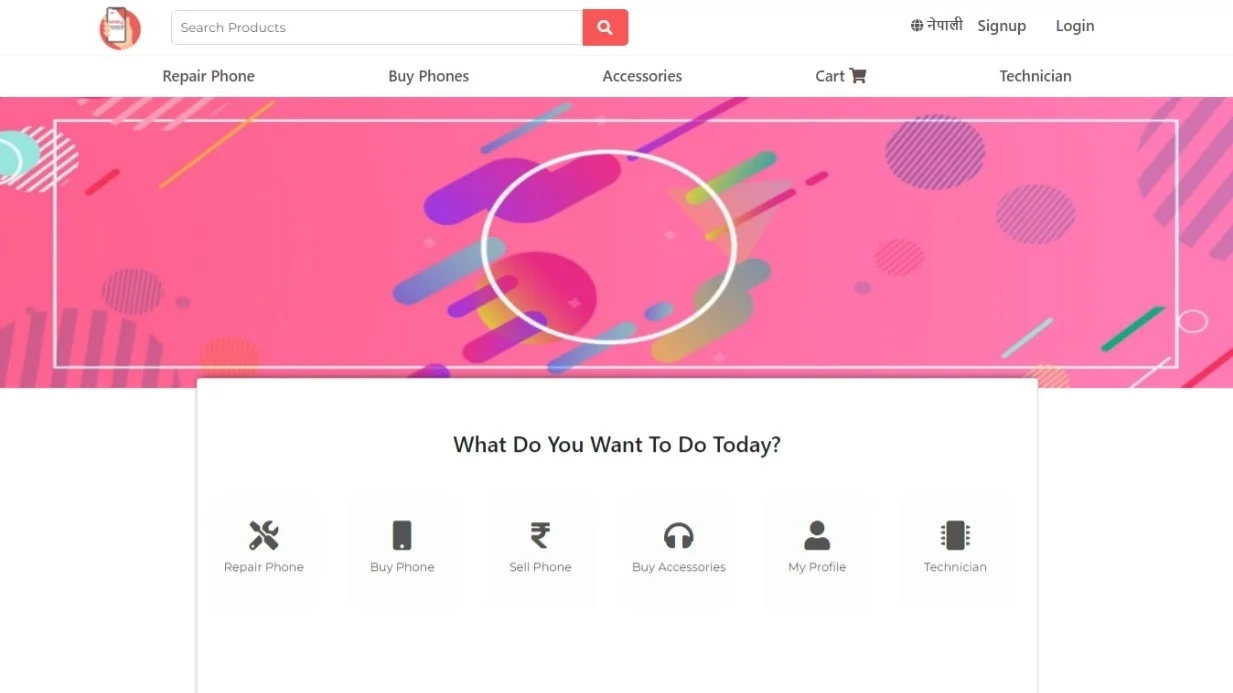 Search Products
नेपाली
Signup
Login
Repair Phone
Buy Phones
Accessories
Cart
Technician
What Do You Want To Do Today?
Repair Phone
Buy Phone
Sell Phone
Buy Accessories
My Profile
Technician